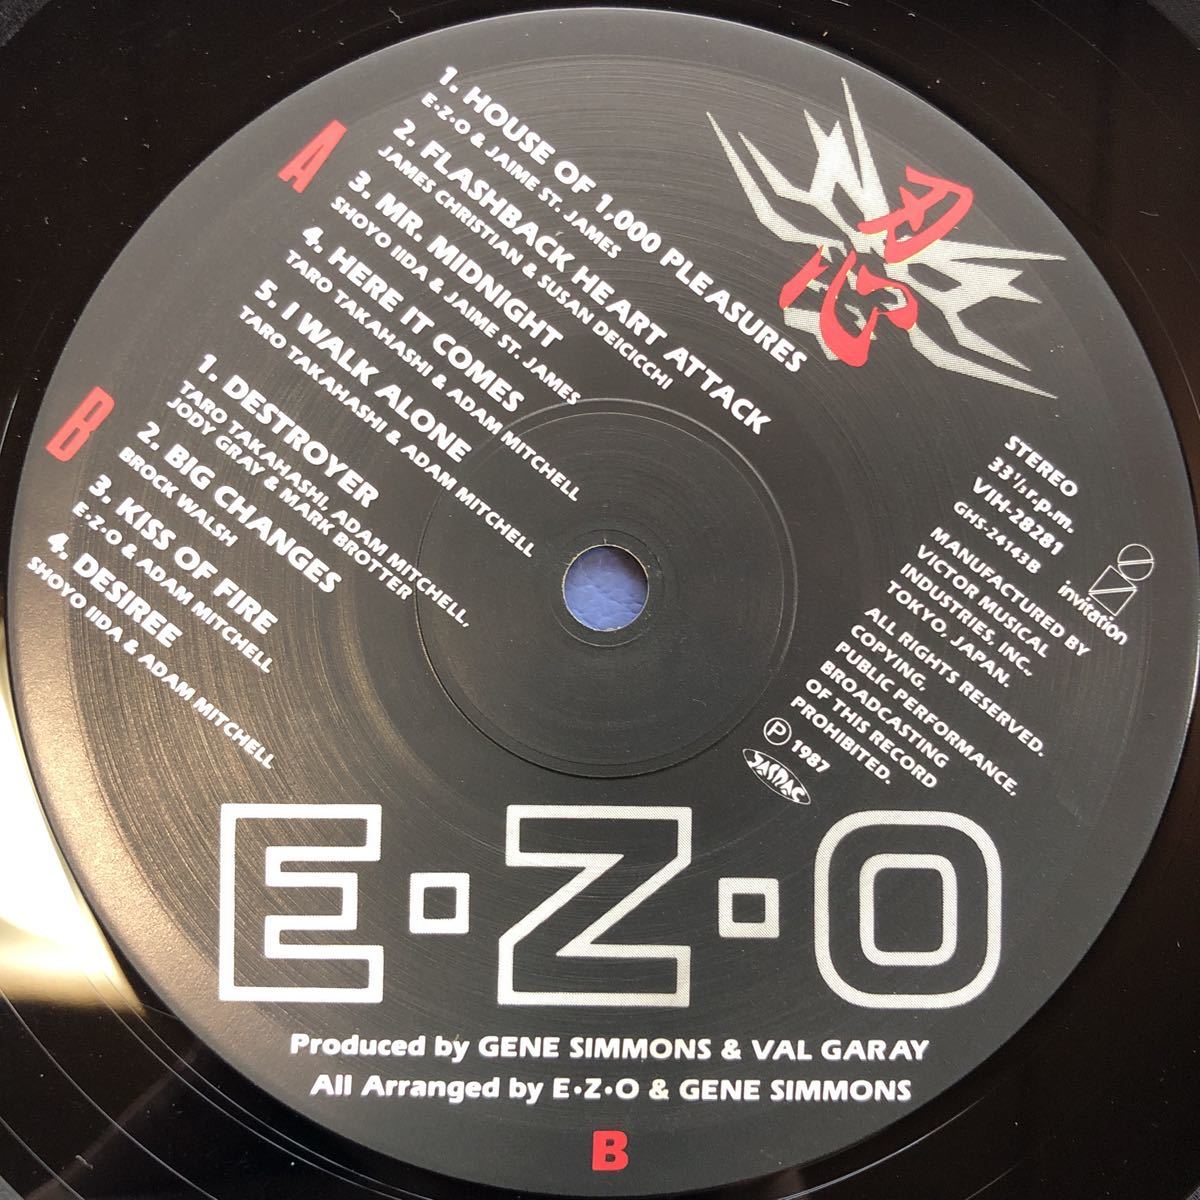 A
1. HOUSE OF 1,000 PLEASURES
E•Z•O & JAIME ST. JAMES
2. FLASHBACK HEART ATTACK
JAMES CHRISTIAN & SUSAN DEICICCHI
3. MR. MIDNIGHT
SHOYO IIDA & JAIME ST. JAMES
4. HERE IT COMES
TARO TAKAHASHI & ADAM MITCHELL
5. I WALK ALONE
TARO TAKAHASHI & ADAM MITCHELL
B
1. DESTROYER
TARO TAKAHASHI, ADAM MITCHELL,
JODY GRAY & MARK BROTTER
2. BIG CHANGES
BROCK WALSH
3. KISS OF FIRE
E•Z•O & ADAM MITCHELL
4. DESIREE
SHOYO IIDA & ADAM MITCHELL
忍
STEREO
33 1/3 r.p.m.
VIH-28281
GHS-24143B
invitation
MANUFACTURED BY
VICTOR MUSICAL
INDUSTRIES, INC.,
TOKYO, JAPAN.
ALL RIGHTS RESERVED.
COPYING,
PUBLIC PERFORMANCE,
BROADCASTING
OF THIS RECORD
PROHIBITED.
℗ 1987
JASRAC
E•Z•O
Produced by GENE SIMMONS & VAL GARAY
All Arranged by E•Z•O & GENE SIMMONS
B